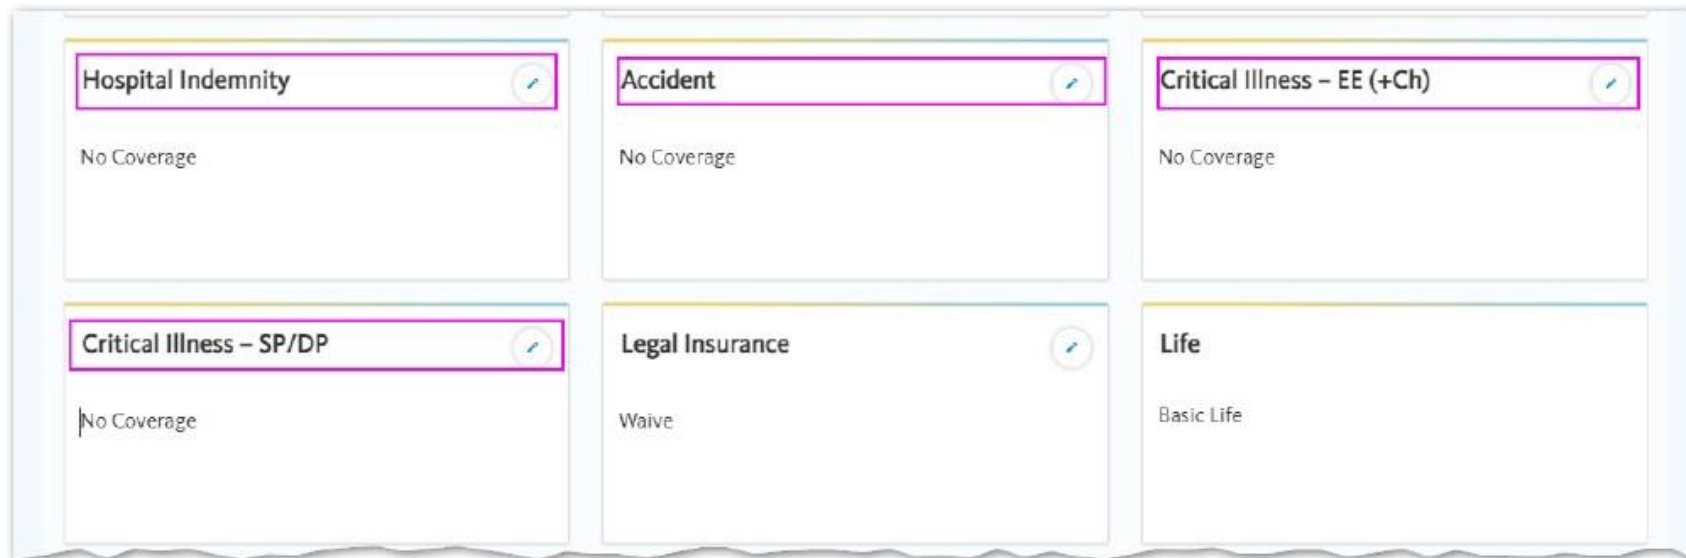 Hospital Indemnity
No Coverage
Accident
No Coverage
Critical Illness – EE (+Ch)
No Coverage
Critical Illness – SP/DP
No Coverage
Legal Insurance
Waive
Life
Basic Life